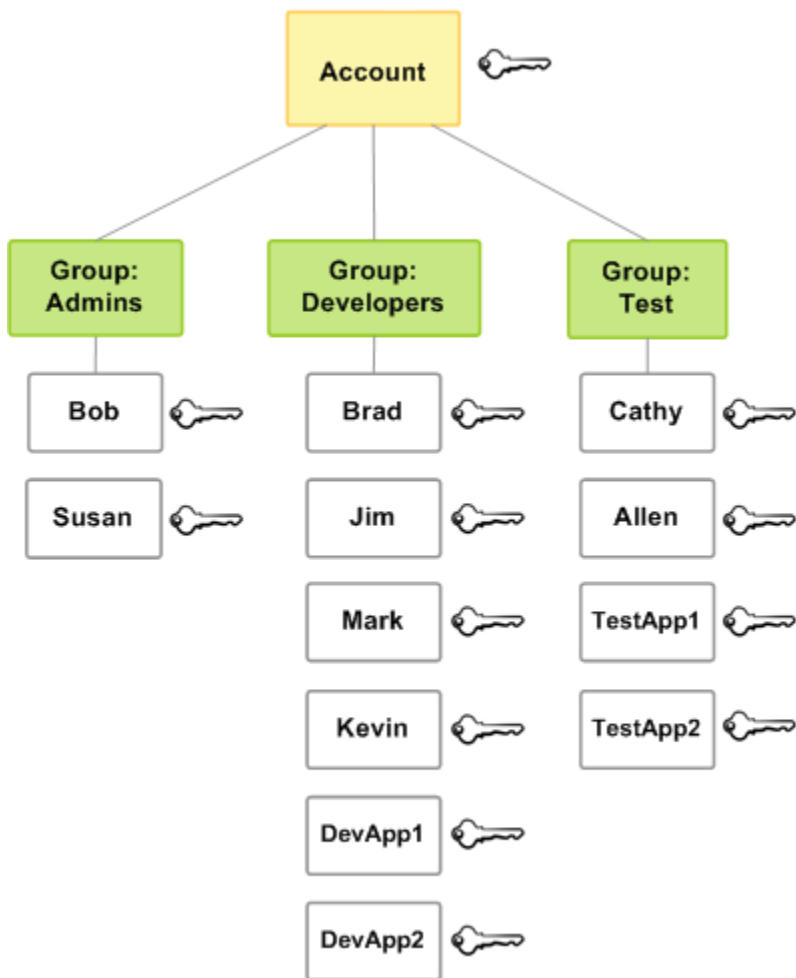 Account
Group:
Admins
Group:
Developers
Group:
Test
Bob
Brad
Cathy
Susan
Jim
Allen
Mark
TestApp1
Kevin
TestApp2
DevApp1
DevApp2